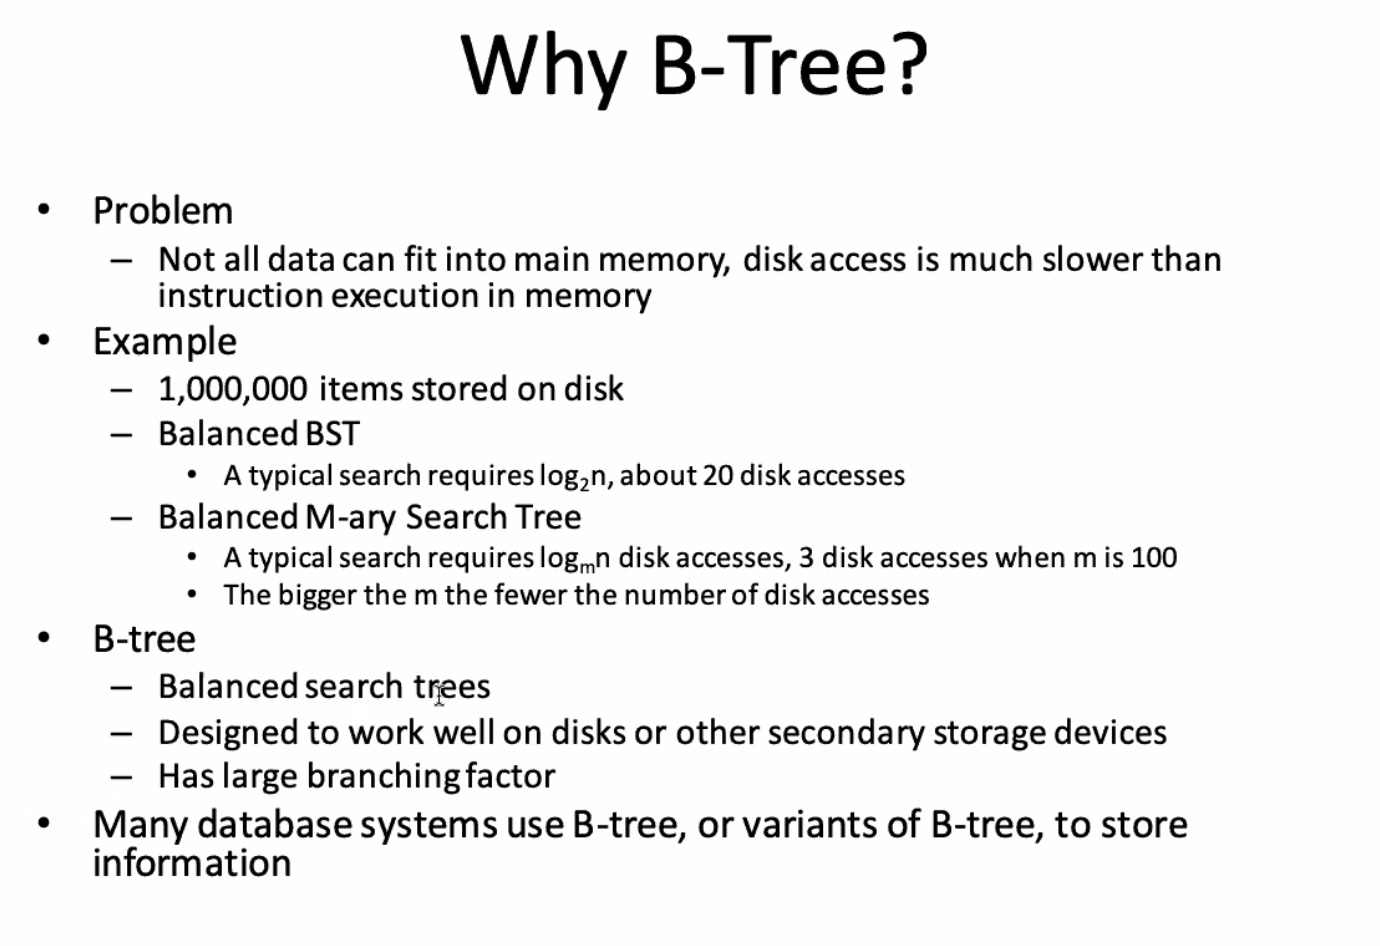 Why B-Tree?
• Problem
– Not all data can fit into main memory, disk access is much slower than
instruction execution in memory
• Example
– 1,000,000 items stored on disk
– Balanced BST
• A typical search requires log₂n, about 20 disk accesses
– Balanced M-ary Search Tree
• A typical search requires logₘn disk accesses, 3 disk accesses when m is 100
• The bigger the m the fewer the number of disk accesses
• B-tree
– Balanced search trees
– Designed to work well on disks or other secondary storage devices
– Has large branching factor
• Many database systems use B-tree, or variants of B-tree, to store
information